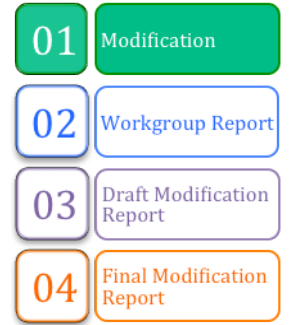 01
Modification
02
Workgroup Report
03
Draft Modification
Report
04
Final Modification
Report